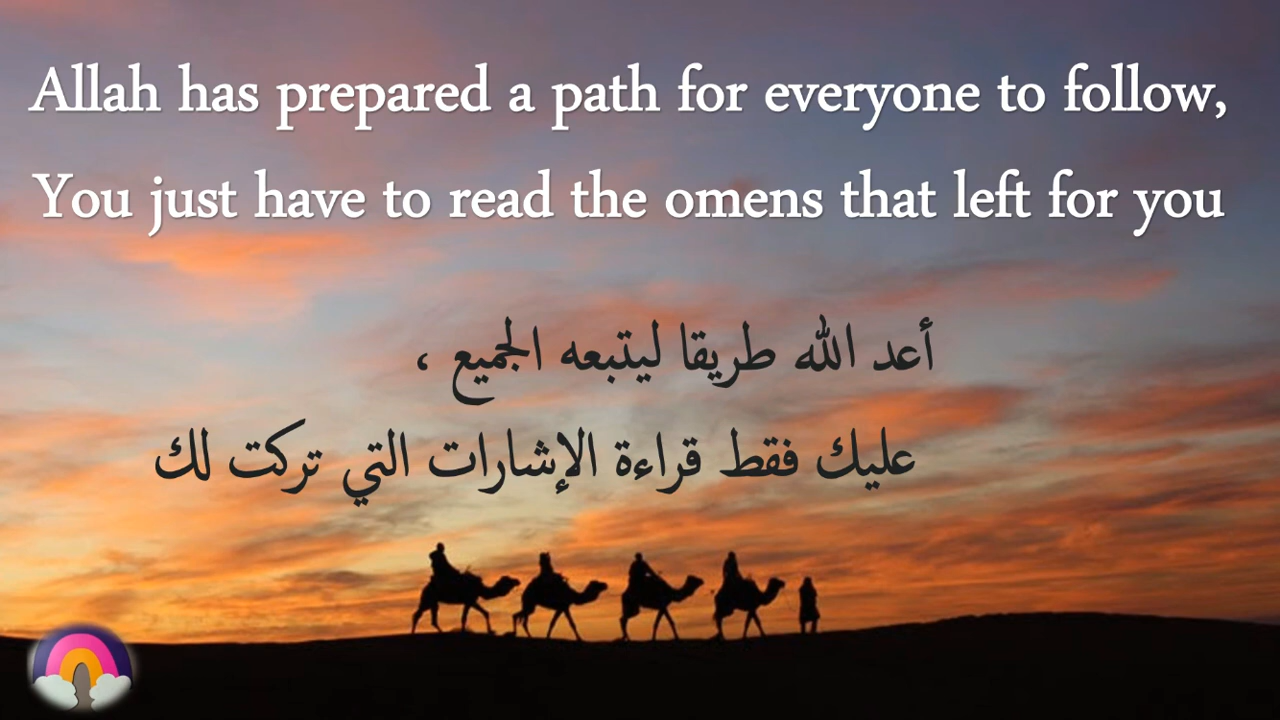 Allah has prepared a path for everyone to follow,
You just have to read the omens that left for you
أعد الله طريقا ليتبعه الجميع ،
عليك فقط قراءة الإشارات التي تركت لك